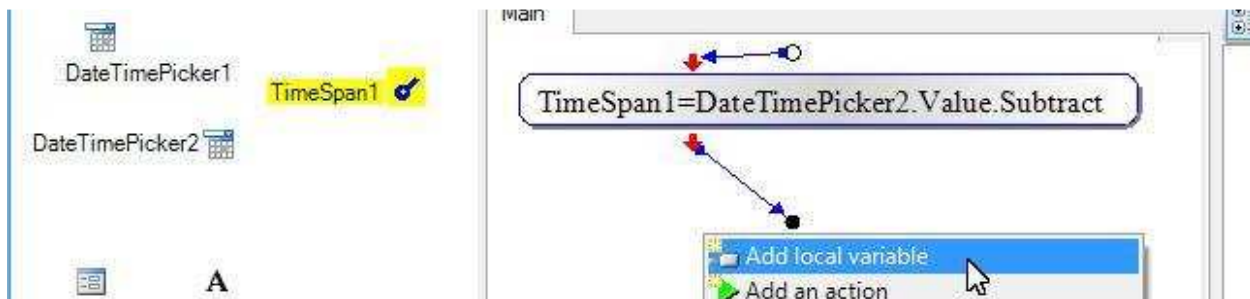 Main
DateTimePicker1
TimeSpan1
TimeSpan1=DateTimePicker2.Value.Subtract
DateTimePicker2
Add local variable
A
Add an action